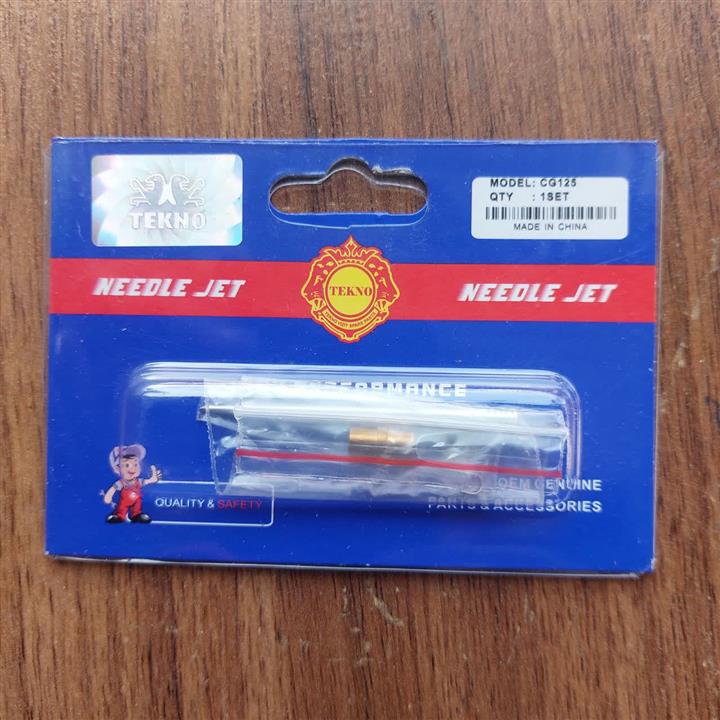 TEKNO
MODEL: CG125
QTY : 1SET
MADE IN CHINA
NEEDLE JET
TEKNO
NEEDLE JET
PERFORMANCE
OEM GENUINE
PARTS & ACCESSORIES
QUALITY & SAFETY